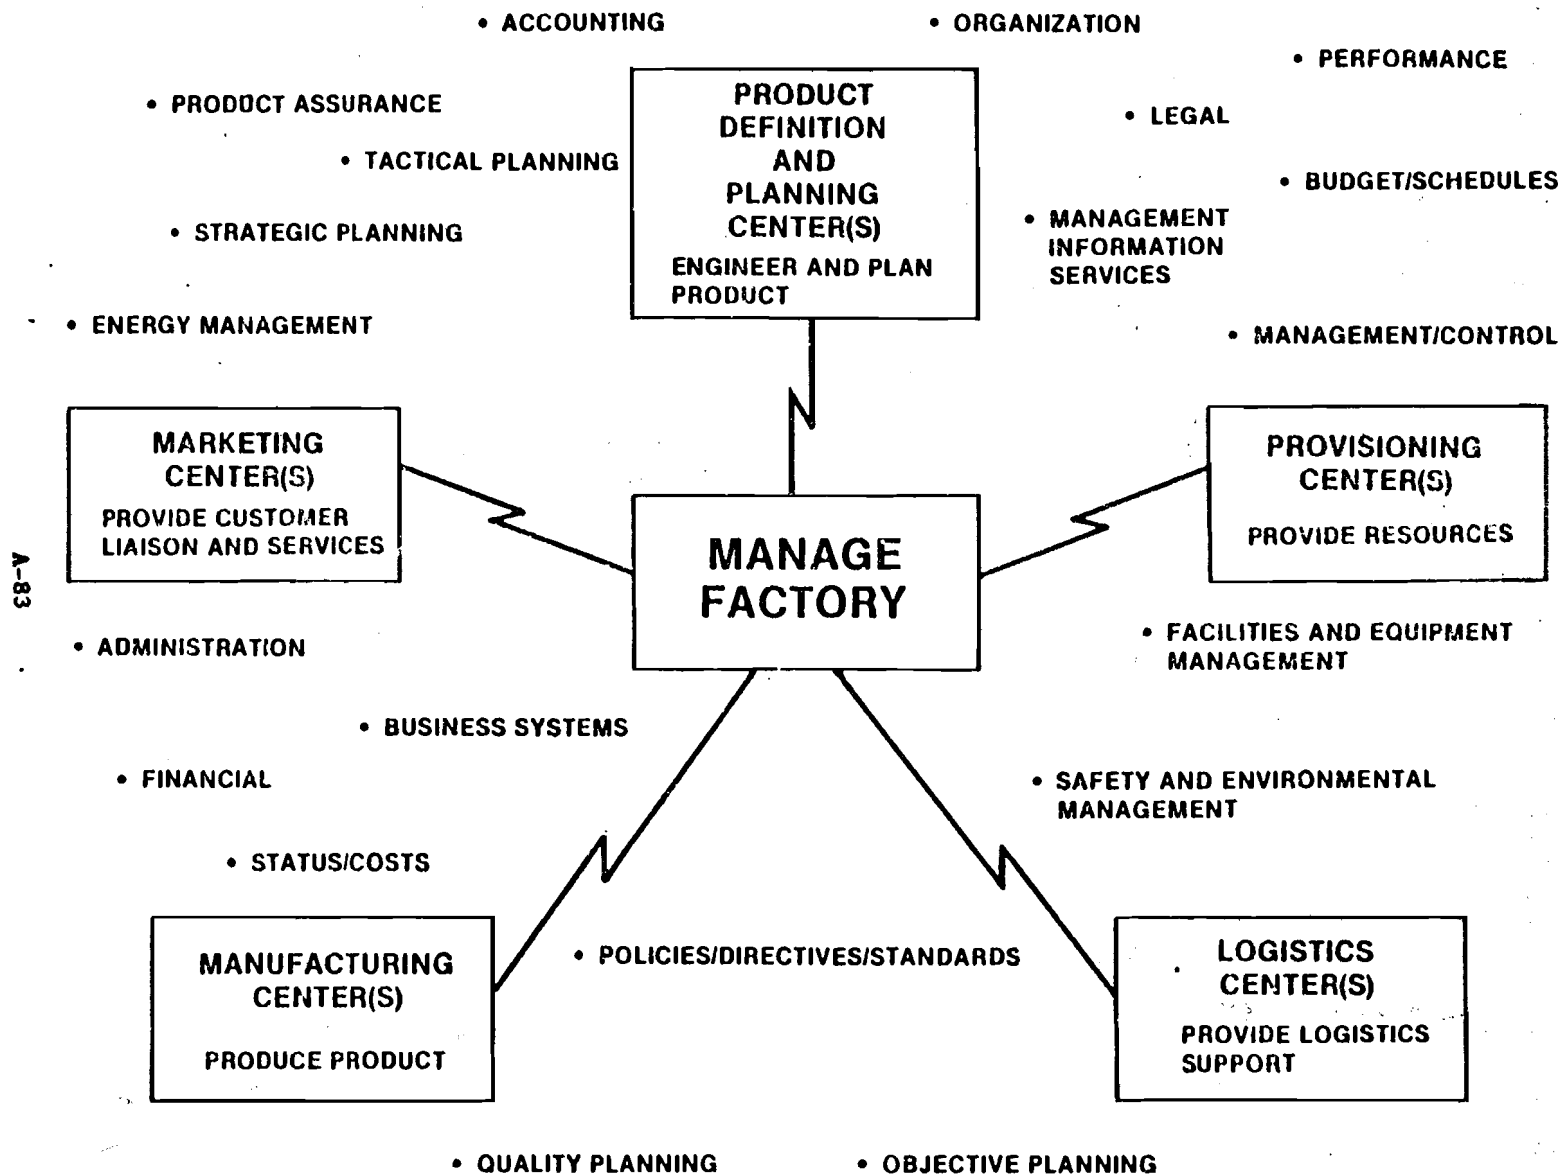 • ACCOUNTING
• ORGANIZATION
• PERFORMANCE
• PRODUCT ASSURANCE
• LEGAL
• TACTICAL PLANNING
• BUDGET/SCHEDULES
• STRATEGIC PLANNING
• MANAGEMENT
INFORMATION
SERVICES
PRODUCT
DEFINITION
AND
PLANNING
CENTER(S)
ENGINEER AND PLAN
PRODUCT
• ENERGY MANAGEMENT
• MANAGEMENT/CONTROL
MARKETING
CENTER(S)
PROVIDE CUSTOMER
LIAISON AND SERVICES
MANAGE
FACTORY
PROVISIONING
CENTER(S)
PROVIDE RESOURCES
A-83
• ADMINISTRATION
• FACILITIES AND EQUIPMENT
MANAGEMENT
• BUSINESS SYSTEMS
• FINANCIAL
• SAFETY AND ENVIRONMENTAL
MANAGEMENT
• STATUS/COSTS
• POLICIES/DIRECTIVES/STANDARDS
MANUFACTURING
CENTER(S)
PRODUCE PRODUCT
LOGISTICS
CENTER(S)
PROVIDE LOGISTICS
SUPPORT
• QUALITY PLANNING
• OBJECTIVE PLANNING